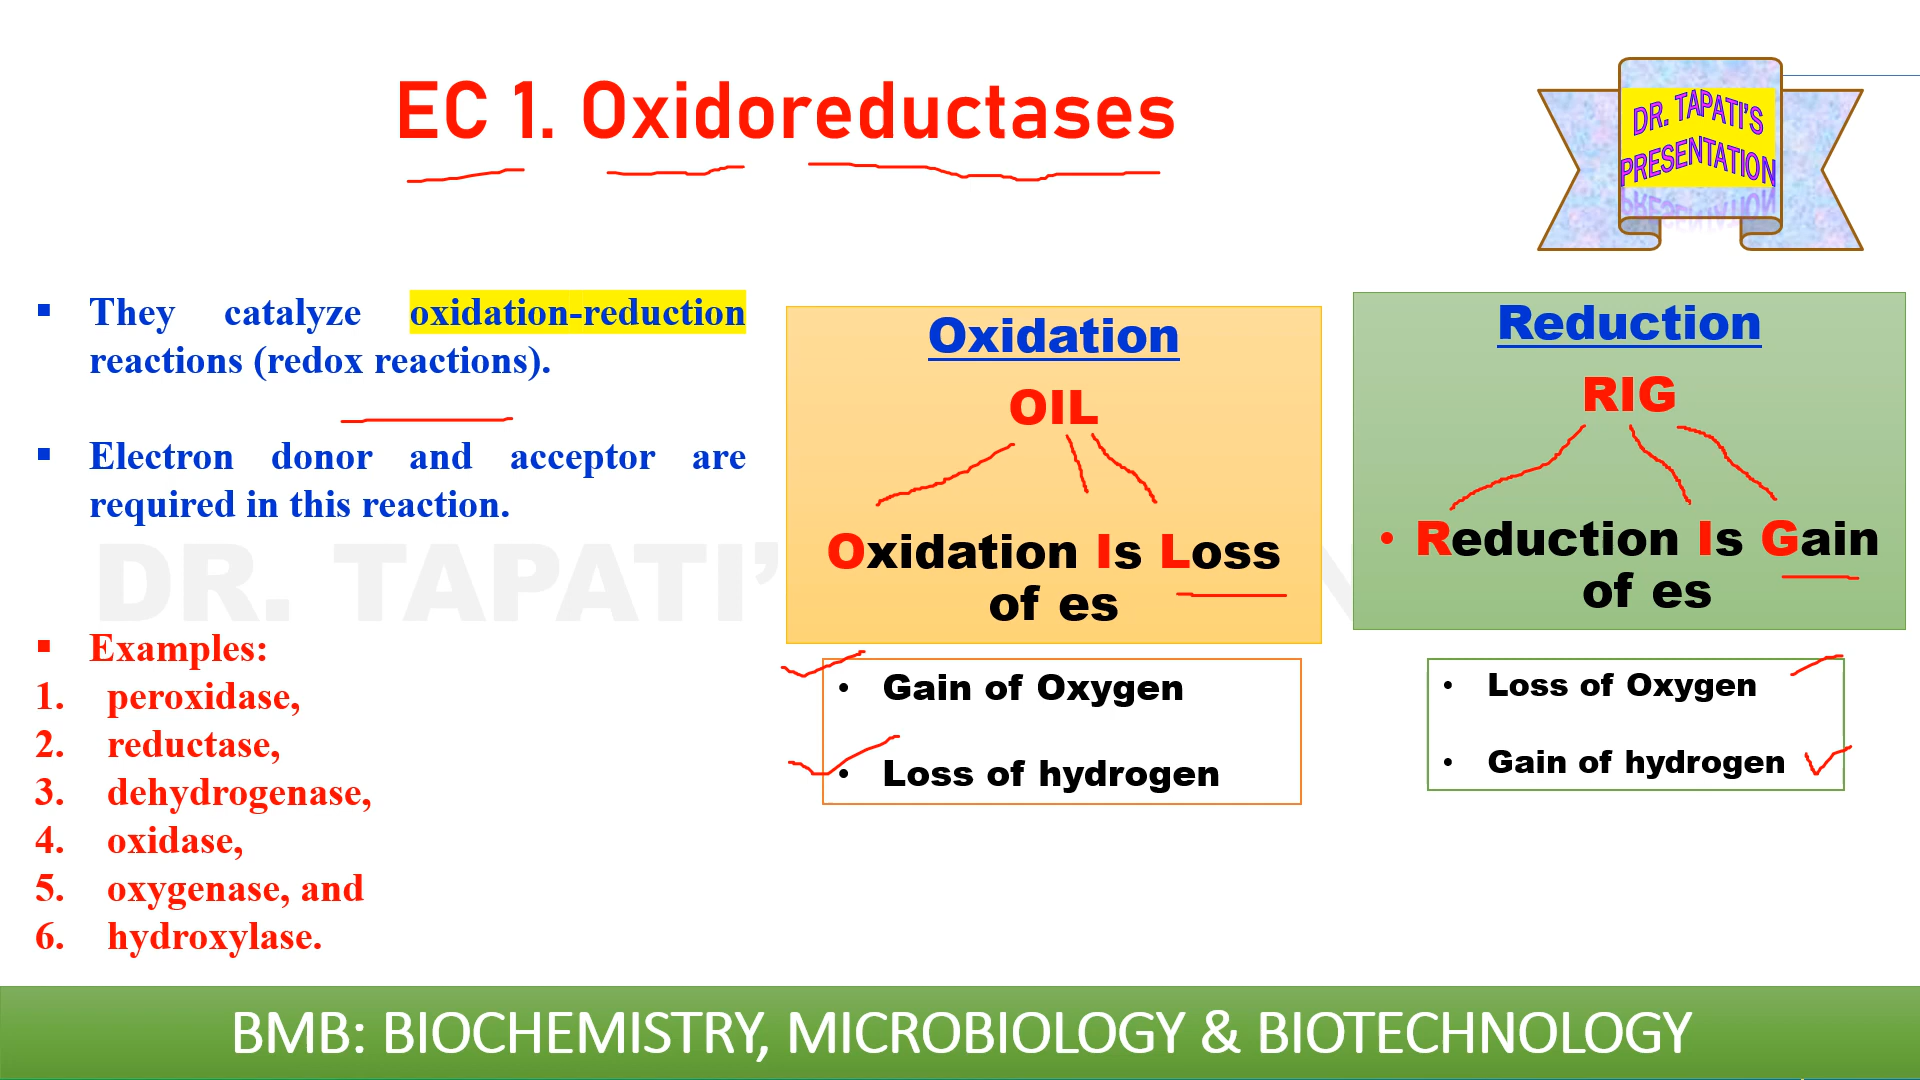 EC 1. Oxidoreductases
DR. TAPATI'S
PRESENTATION
▪ They catalyze oxidation-reduction
reactions (redox reactions).
▪ Electron donor and acceptor are
required in this reaction.
▪ Examples:
1. peroxidase,
2. reductase,
3. dehydrogenase,
4. oxidase,
5. oxygenase, and
6. hydroxylase.
Oxidation
OIL
Oxidation Is Loss
of es
• Gain of Oxygen
• Loss of hydrogen
Reduction
RIG
• Reduction Is Gain
of es
• Loss of Oxygen
• Gain of hydrogen
DR. TAPATI'
BMB: BIOCHEMISTRY, MICROBIOLOGY & BIOTECHNOLOGY